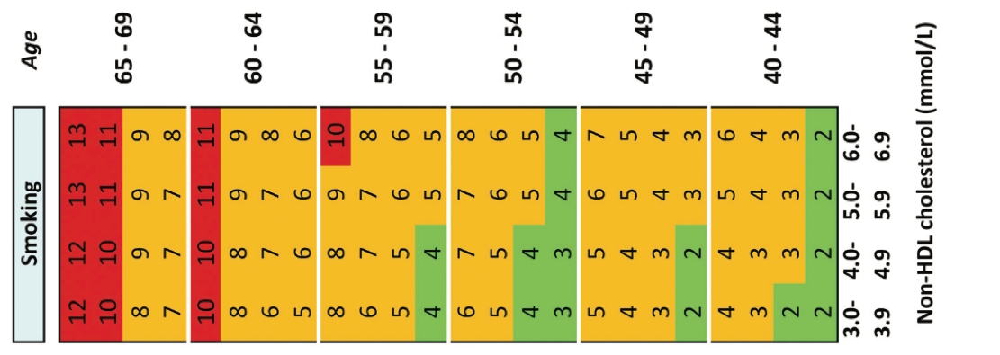 Smoking Age
12 12 13 13
10 10 11 11
65 - 69
8 9 9 9
7 7 7 8
10 10 11 11
8 8 9 9
60 - 64
6 7 7 8
5 6 6 6
8 8 9 10
6 7 7 8
55 - 59
5 5 6 6
4 4 5 5
6 7 7 8
5 5 6 6
50 - 54
4 4 5 5
3 3 4 4
5 5 6 7
4 4 5 5
45 - 49
3 3 4 4
2 2 3 3
4 4 5 6
3 3 4 4
40 - 44
2 3 3 3
2 2 2 2
3.0- 4.0- 5.0- 6.0-
3.9 4.9 5.9 6.9
Non-HDL cholesterol (mmol/L)